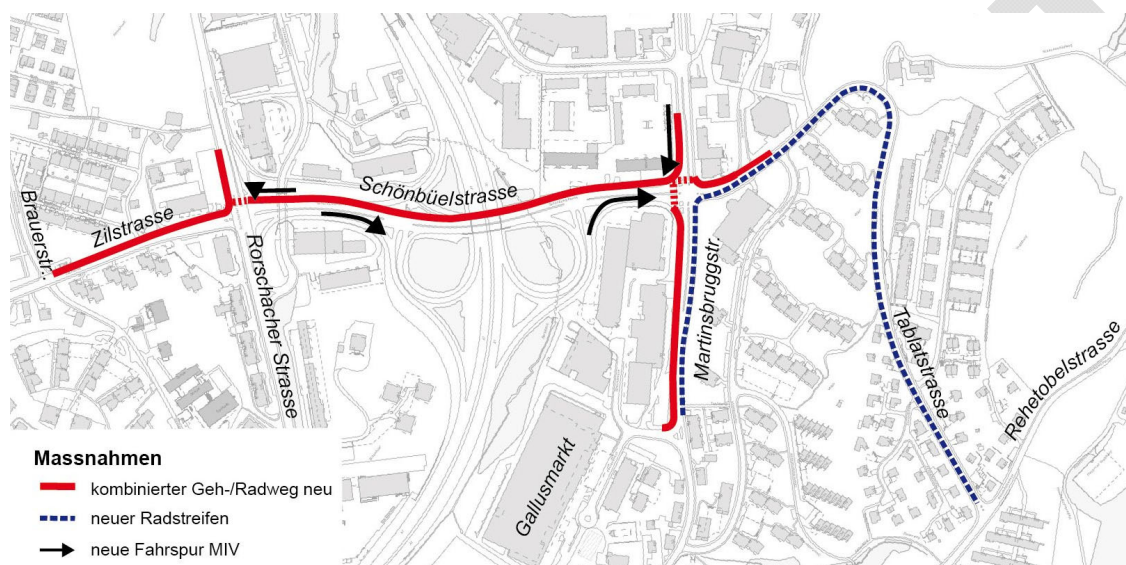 Brauerstr..
Zilstrasse
Rorschacher Strasse
Schönbüelstrasse
Martinsbruggstr.
Tablatstrasse
Rehetobelstrasse
Gallusmarkt
Massnahmen
kombinierter Geh-/Radweg neu
neuer Radstreifen
neue Fahrspur MIV